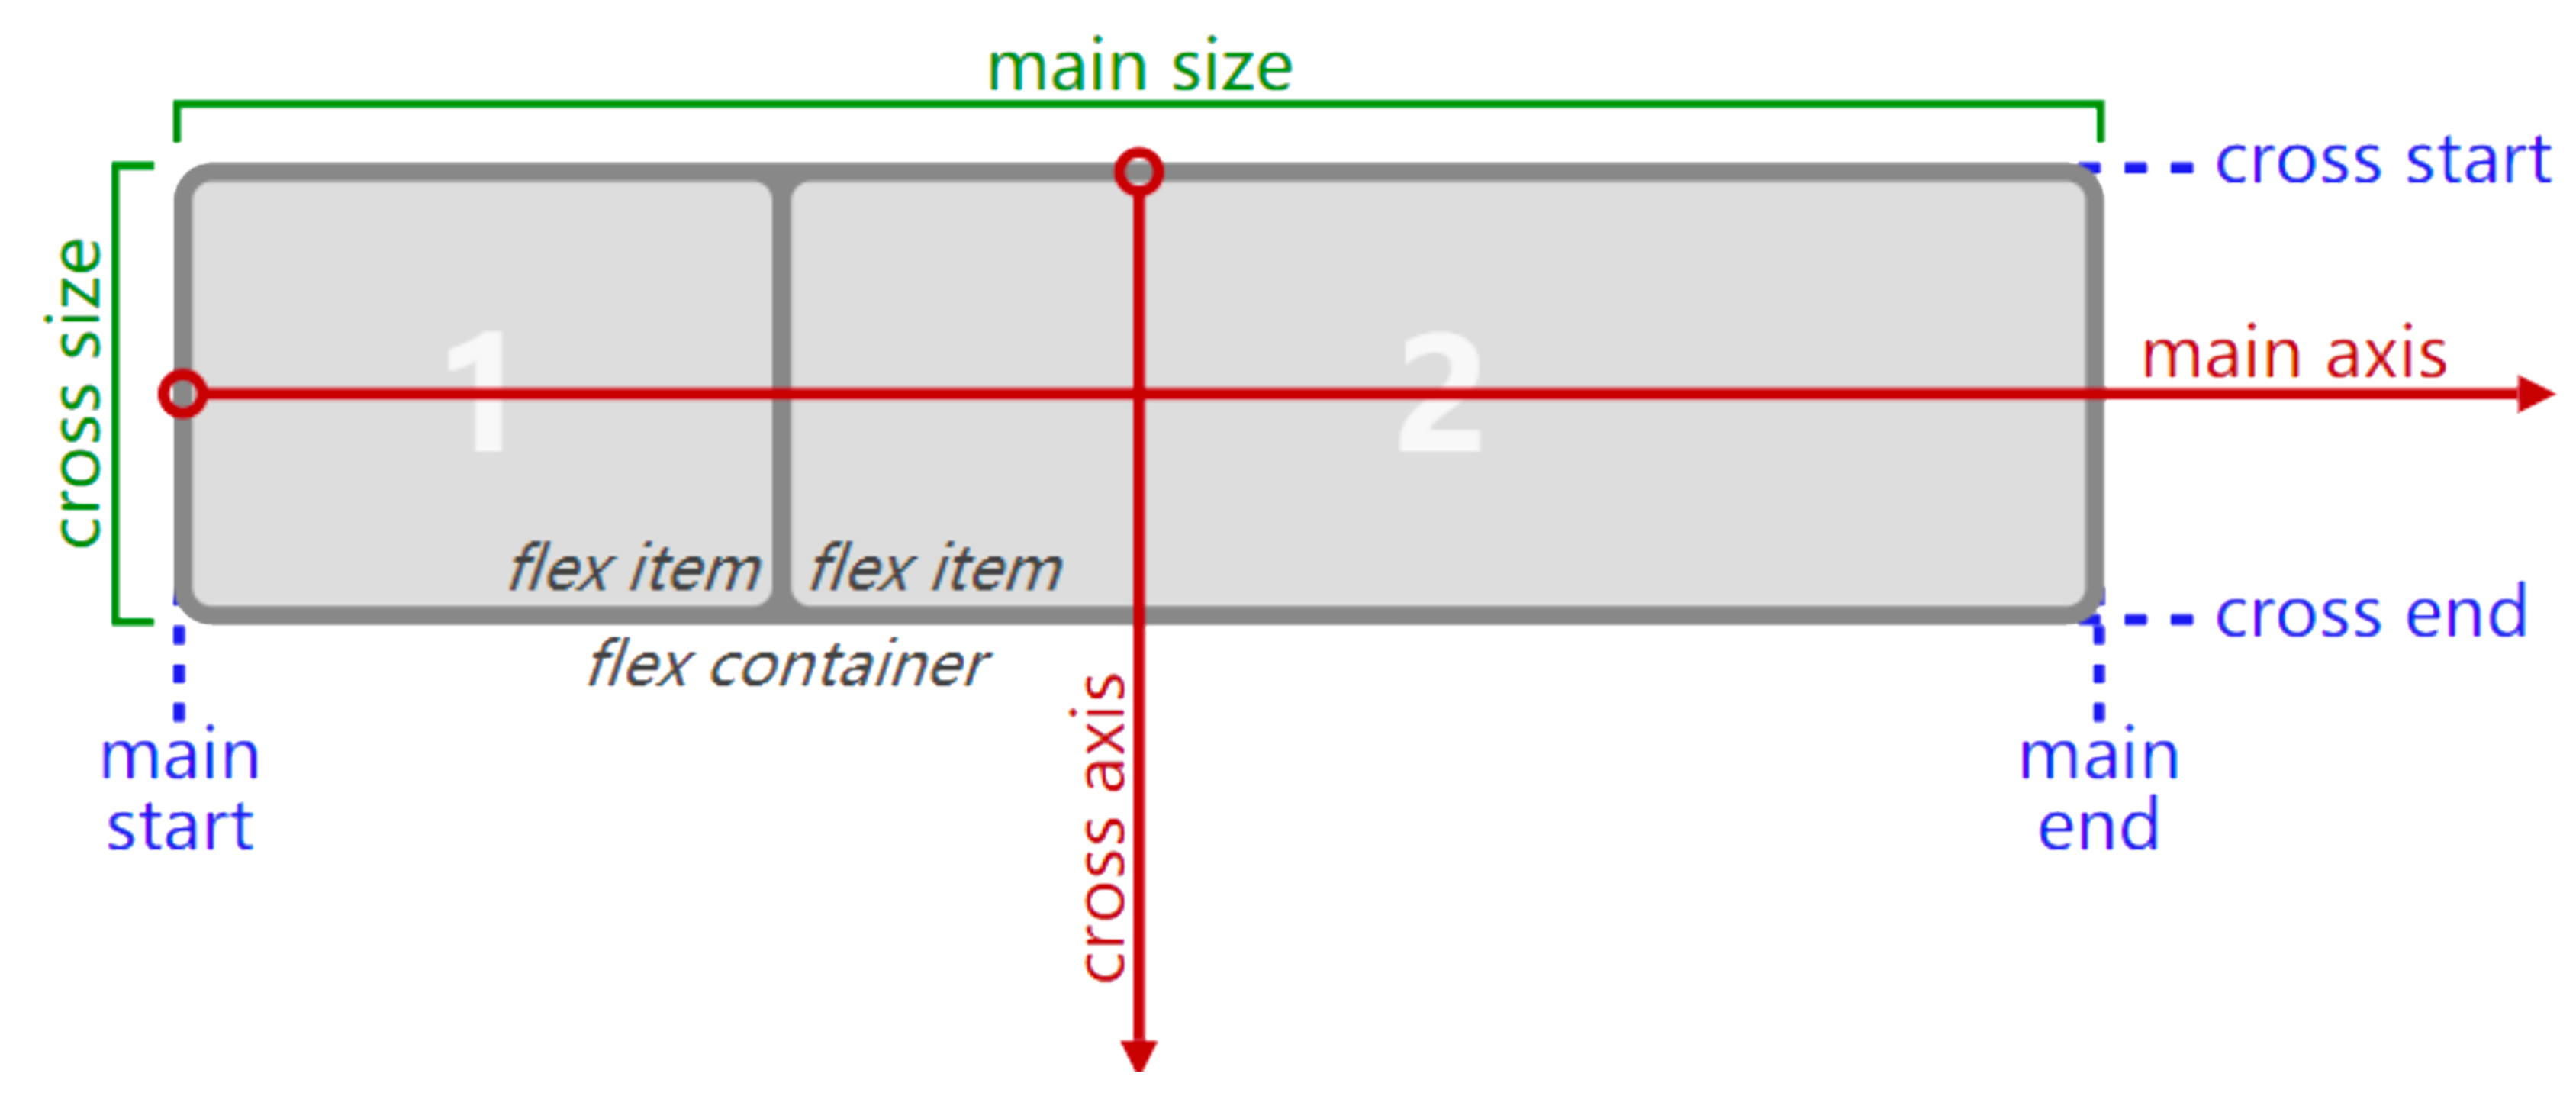 main size
cross start
cross size
1
2
main axis
flex item
flex item
cross end
flex container
cross axis
main
start
main
end